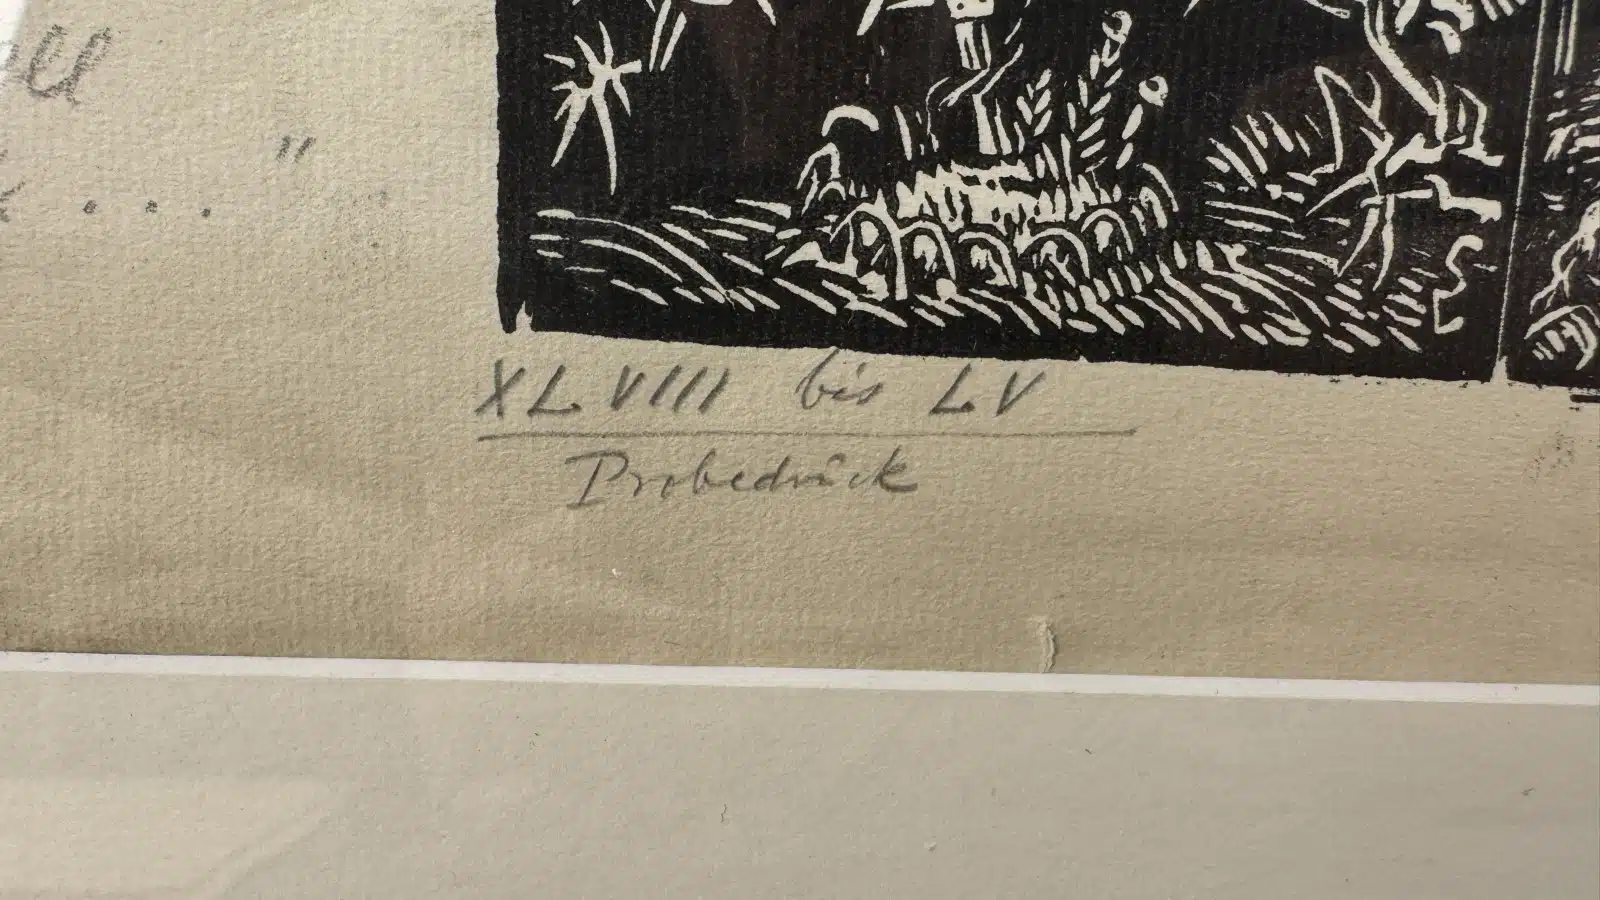 "
. . .
XLVIII bis LV
Probedruck